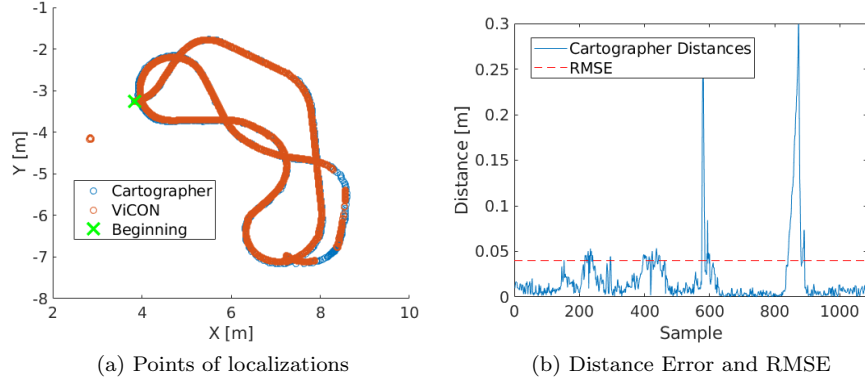 -1
-2
-3
-4
-5
-6
-7
-8
Y [m]
Cartographer
ViCON
Beginning
2
4
6
8
10
X [m]
(a) Points of localizations
0.3
0.25
0.2
0.15
0.1
0.05
0
Distance [m]
Cartographer Distances
RMSE
0
200
400
600
800
1000
Sample
(b) Distance Error and RMSE